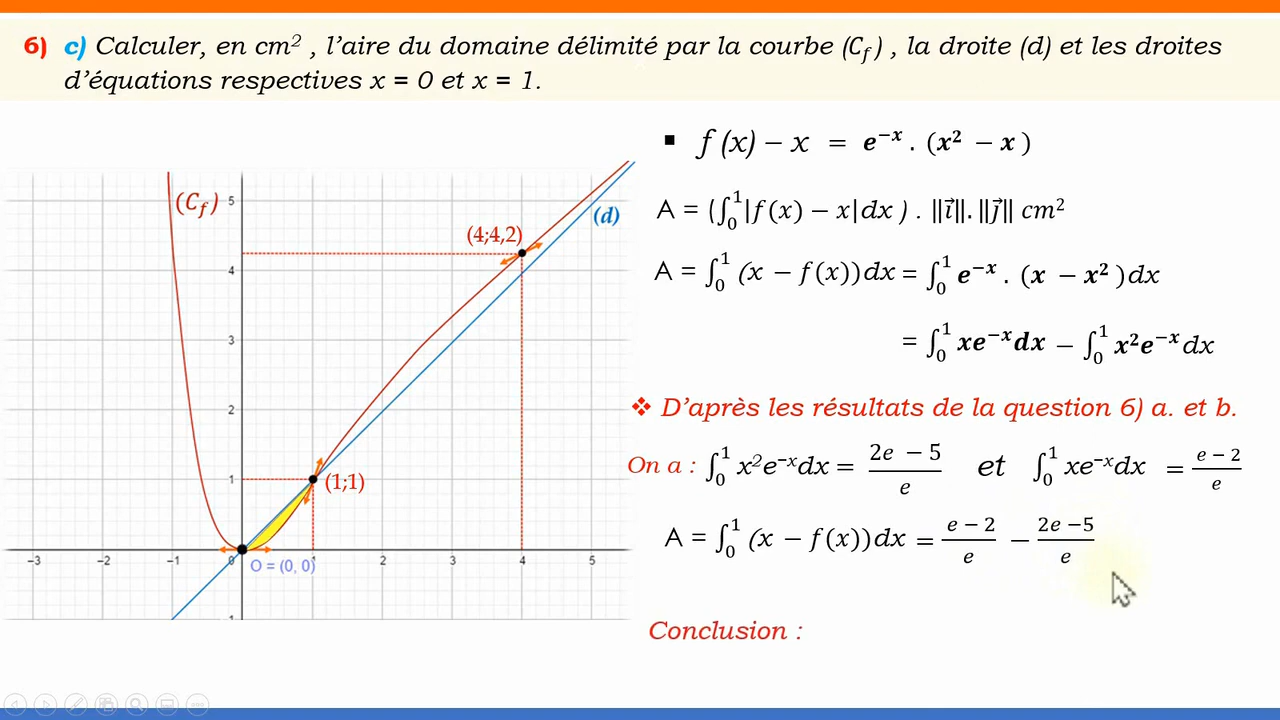 6) c) Calculer, en cm² , l’aire du domaine délimité par la courbe (C_f) , la droite (d) et les droites
d’équations respectives x = 0 et x = 1.
▪ f (x) − x = e^{−x} . (x² − x )
A = (∫₀¹|f(x) − x|dx ) . ‖i⃗‖. ‖j⃗‖ cm²
A = ∫₀¹ (x − f(x))dx = ∫₀¹ e^{−x} . (x − x² )dx
= ∫₀¹ xe^{−x}dx − ∫₀¹ x²e^{−x}dx
❖ D’après les résultats de la question 6) a. et b.
On a : ∫₀¹ x²e^{−x}dx = (2e − 5)/e et ∫₀¹ xe^{−x}dx = (e − 2)/e
A = ∫₀¹ (x − f(x))dx = (e − 2)/e − (2e −5)/e
Conclusion :
(C_f)
(d)
(4;4,2)
(1;1)
O = (0, 0)
5
4
3
2
1
−3 −2 −1 0 1 2 3 4 5